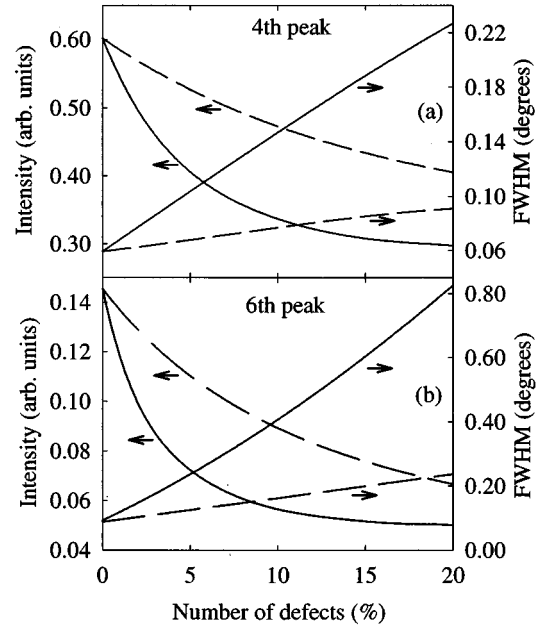 4th peak
0.60
0.50
0.40
0.30
Intensity (arb. units)
0.22
0.18
0.14
0.10
0.06
FWHM (degrees)
(a)
6th peak
0.14
0.12
0.10
0.08
0.06
0.04
Intensity (arb. units)
0.80
0.60
0.40
0.20
0.00
FWHM (degrees)
(b)
0 5 10 15 20
Number of defects (%)